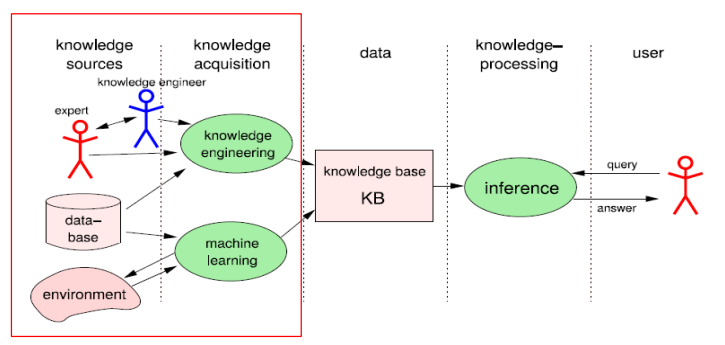 knowledge
sources
knowledge
acquisition
data
knowledge–
processing
user
knowledge engineer
expert
knowledge
engineering
knowledge base
KB
inference
query
answer
data–
base
machine
learning
environment